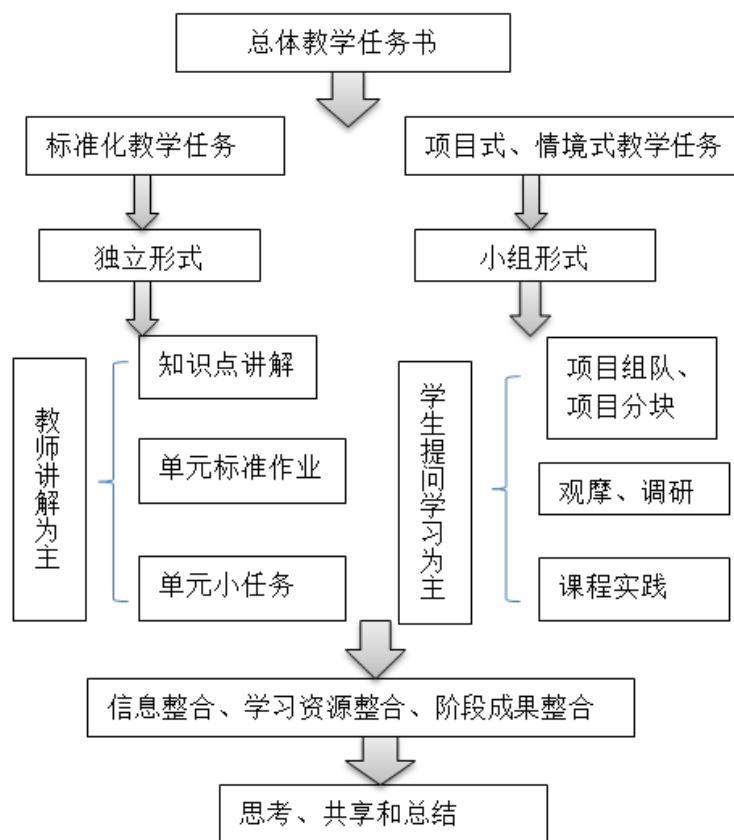 总体教学任务书
标准化教学任务
项目式、情境式教学任务
独立形式
小组形式
教师讲解为主
知识点讲解
单元标准作业
单元小任务
学生提问学习为主
项目组队、
项目分块
观摩、调研
课程实践
信息整合、学习资源整合、阶段成果整合
思考、共享和总结